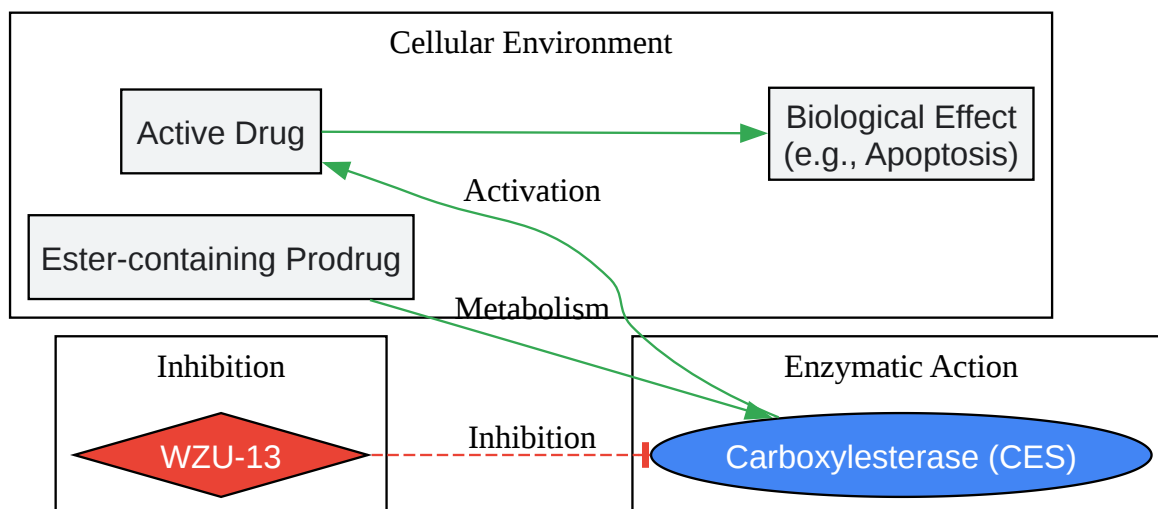 Cellular Environment
Active Drug
Biological Effect
(e.g., Apoptosis)
Activation
Ester-containing Prodrug
Metabolism
Inhibition
Enzymatic Action
WZU-13
Inhibition
Carboxylesterase (CES)